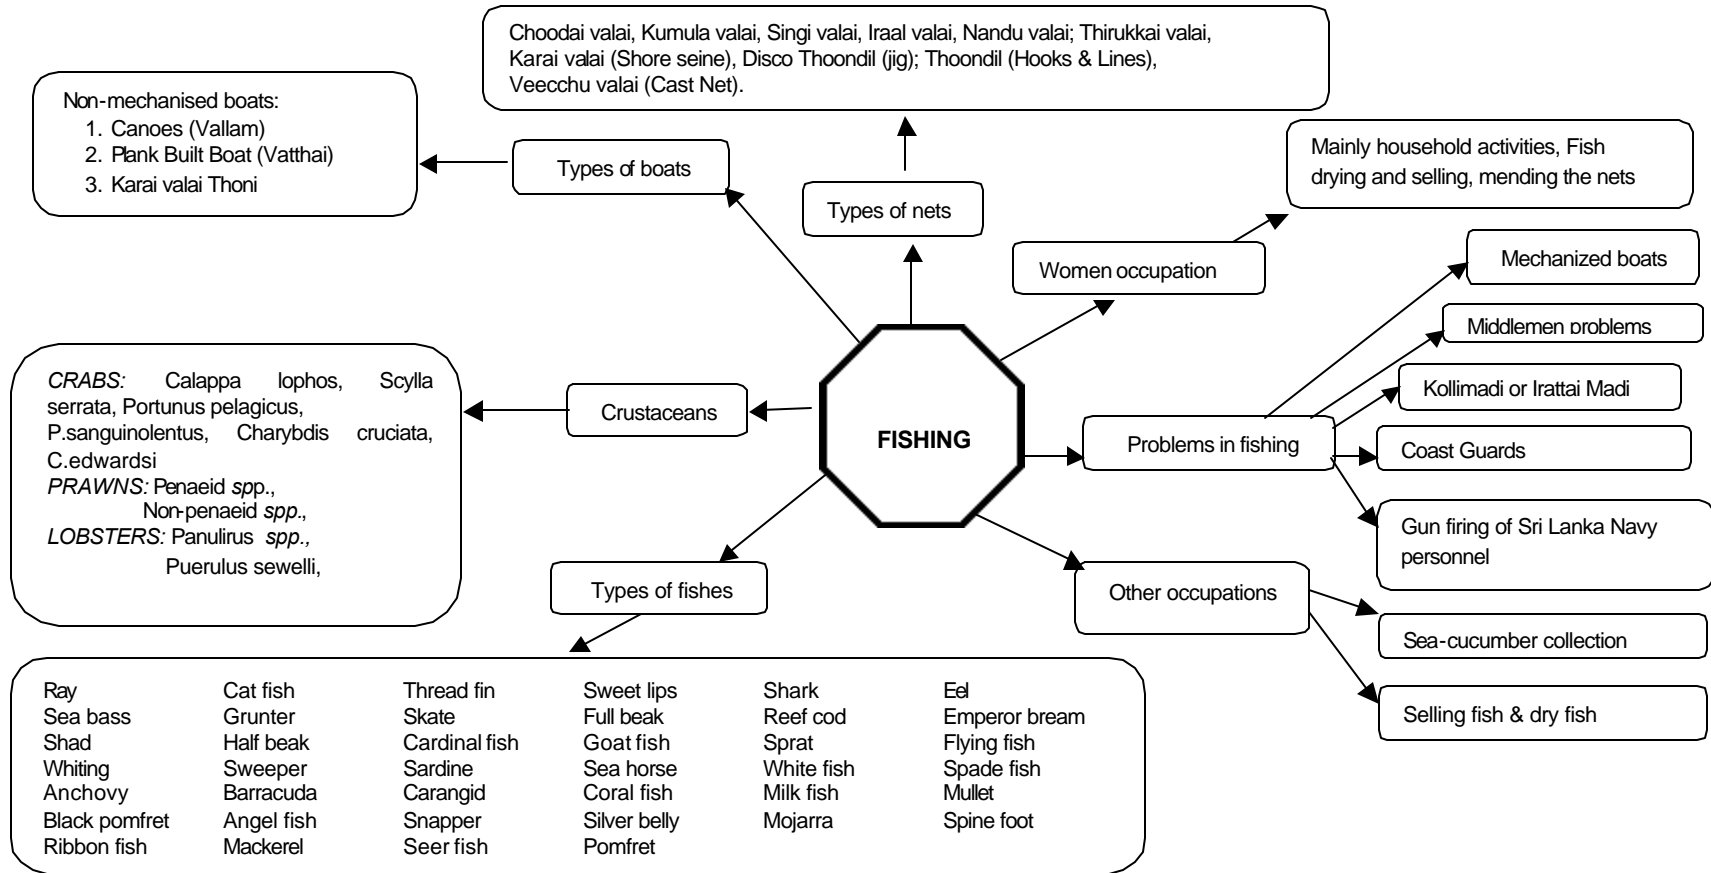 Choodai valai, Kumula valai, Singi valai, Iraal valai, Nandu valai; Thirukkai valai,
Karai valai (Shore seine), Disco Thoondil (jig); Thoondil (Hooks & Lines),
Veecchu valai (Cast Net).
Non-mechanised boats:
1. Canoes (Vallam)
2. Plank Built Boat (Vatthai)
3. Karai valai Thoni
Types of boats
Types of nets
Mainly household activities, Fish
drying and selling, mending the nets
Women occupation
Mechanized boats
Middlemen problems
Kollimadi or Irattai Madi
Problems in fishing
Coast Guards
Gun firing of Sri Lanka Navy
personnel
FISHING
Crustaceans
CRABS: Calappa lophos, Scylla
serrata, Portunus pelagicus,
P.sanguinolentus, Charybdis cruciata,
C.edwardsi
PRAWNS: Penaeid spp.,
Non-penaeid spp.,
LOBSTERS: Panulirus spp.,
Puerulus sewelli,
Types of fishes
Other occupations
Sea-cucumber collection
Selling fish & dry fish
Ray Cat fish Thread fin Sweet lips Shark Eel
Sea bass Grunter Skate Full beak Reef cod Emperor bream
Shad Half beak Cardinal fish Goat fish Sprat Flying fish
Whiting Sweeper Sardine Sea horse White fish Spade fish
Anchovy Barracuda Carangid Coral fish Milk fish Mullet
Black pomfret Angel fish Snapper Silver belly Mojarra Spine foot
Ribbon fish Mackerel Seer fish Pomfret